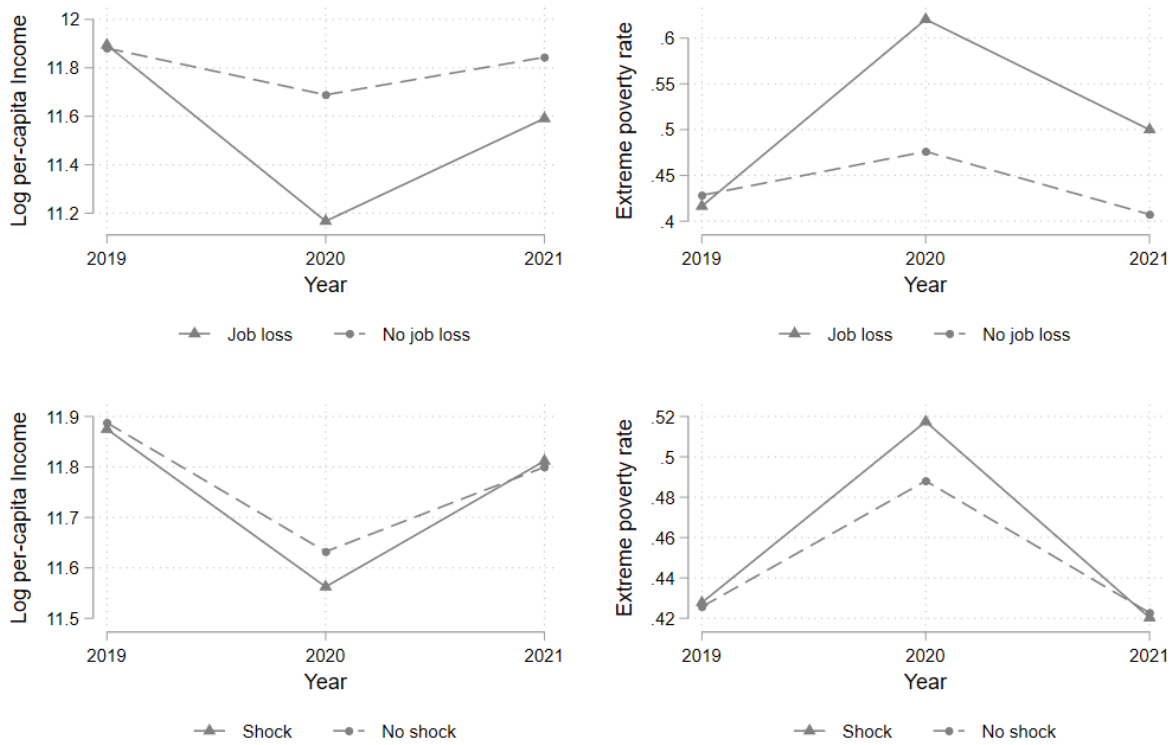 Log per-capita Income
12
11.8
11.6
11.4
11.2
2019
2020
2021
Year
Job loss
No job loss
Extreme poverty rate
.6
.55
.5
.45
.4
2019
2020
2021
Year
Job loss
No job loss
Log per-capita Income
11.9
11.8
11.7
11.6
11.5
2019
2020
2021
Year
Shock
No shock
Extreme poverty rate
.52
.5
.48
.46
.44
.42
2019
2020
2021
Year
Shock
No shock